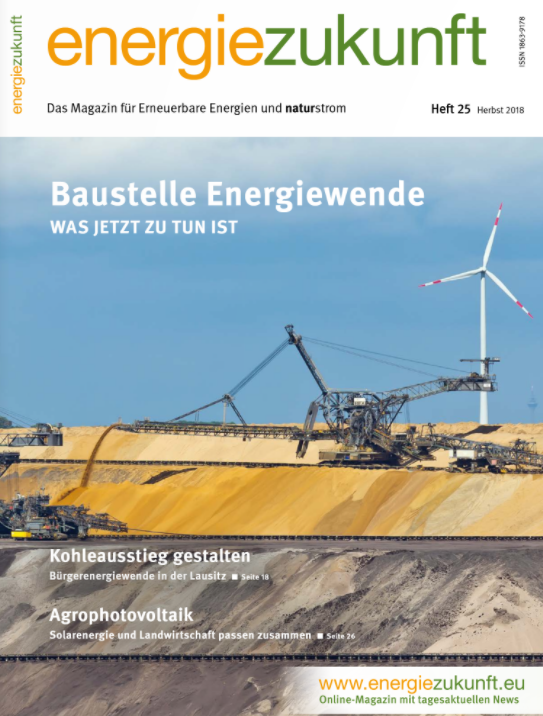 energiezukunft
energiezukunft
ISSN 1863-9178
Das Magazin für Erneuerbare Energien und naturstrom
Heft 25 Herbst 2018
Baustelle Energiewende
WAS JETZT ZU TUN IST
Kohleausstieg gestalten
Bürgerenergiewende in der Lausitz ■ Seite 18
Agrophotovoltaik
Solarenergie und Landwirtschaft passen zusammen ■ Seite 26
www.energiezukunft.eu
Online-Magazin mit tagesaktuellen News